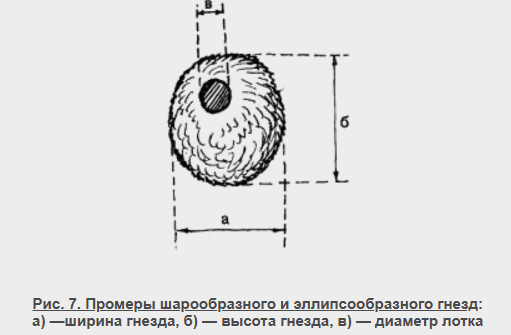 в
б
а
Рис. 7. Промеры шарообразного и эллипсообразного гнезд:
а) —ширина гнезда, б) — высота гнезда, в) — диаметр лотка